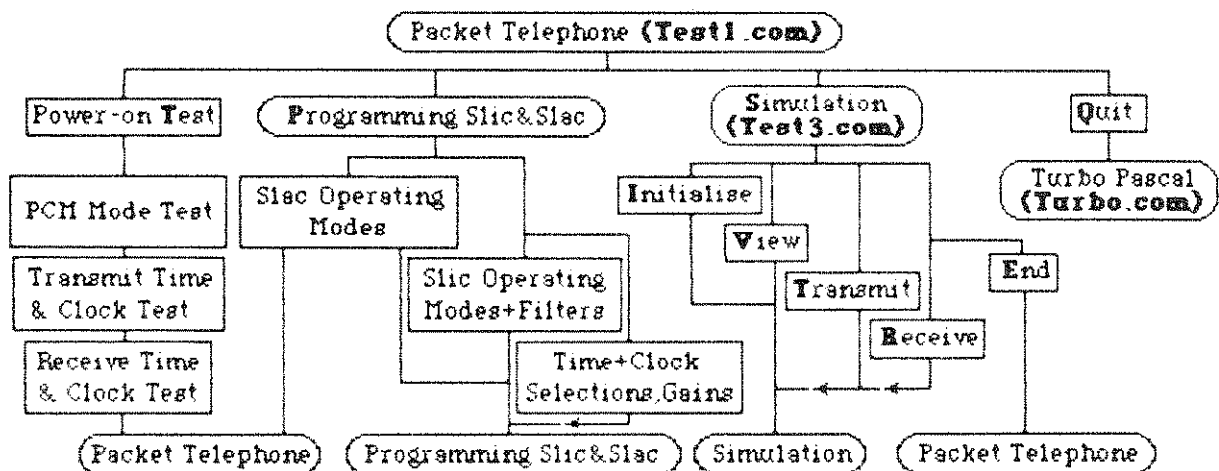 Packet Telephone (Test1.com)
Power-on Test
Programming Slic&Slac
Simulation
(Test3.com)
Quit
PCM Mode Test
Slac Operating
Modes
Initialise
Turbo Pascal
(Turbo.com)
View
Transmit Time
& Clock Test
Slic Operating
Modes+Filters
Transmit
End
Receive Time
& Clock Test
Time+Clock
Selections,Gains
Receive
Packet Telephone
Programming Slic&Slac
Simulation
Packet Telephone